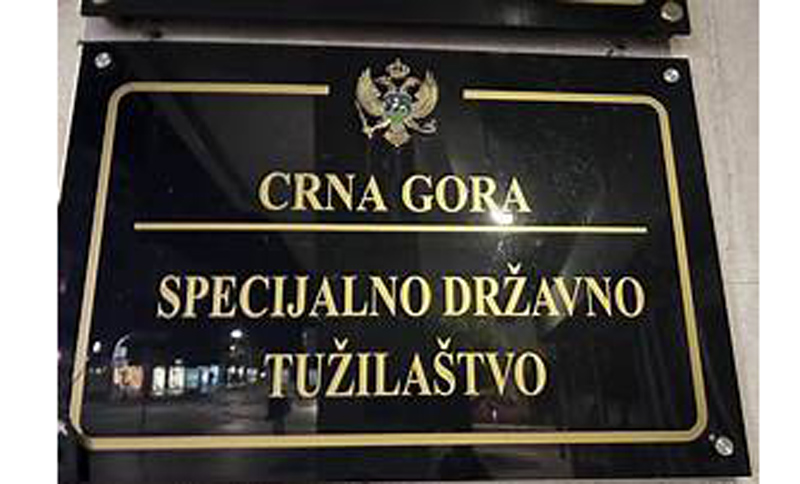 CRNA GORA
SPECIJALNO DRŽAVNO
TUŽILAŠTVO